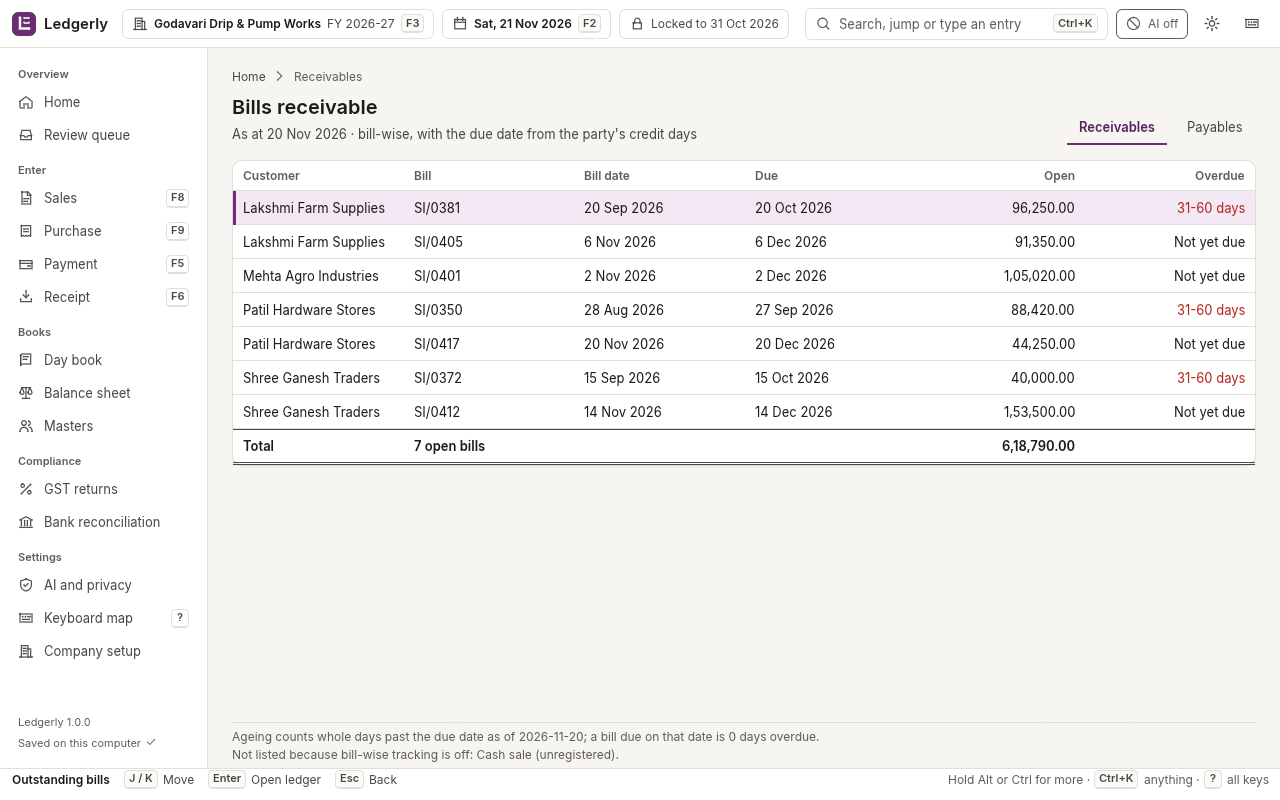 Ledgerly
Godavari Drip & Pump Works FY 2026-27 F3
Sat, 21 Nov 2026 F2
Locked to 31 Oct 2026
Search, jump or type an entry Ctrl+K
AI off
Overview
Home
Review queue
Enter
Sales F8
Purchase F9
Payment F5
Receipt F6
Books
Day book
Balance sheet
Masters
Compliance
GST returns
Bank reconciliation
Settings
AI and privacy
Keyboard map ?
Company setup
Ledgerly 1.0.0
Saved on this computer
Home Receivables
Bills receivable
As at 20 Nov 2026 · bill-wise, with the due date from the party's credit days
Receivables Payables
Customer Bill Bill date Due Open Overdue
Lakshmi Farm Supplies SI/0381 20 Sep 2026 20 Oct 2026 96,250.00 31-60 days
Lakshmi Farm Supplies SI/0405 6 Nov 2026 6 Dec 2026 91,350.00 Not yet due
Mehta Agro Industries SI/0401 2 Nov 2026 2 Dec 2026 1,05,020.00 Not yet due
Patil Hardware Stores SI/0350 28 Aug 2026 27 Sep 2026 88,420.00 31-60 days
Patil Hardware Stores SI/0417 20 Nov 2026 20 Dec 2026 44,250.00 Not yet due
Shree Ganesh Traders SI/0372 15 Sep 2026 15 Oct 2026 40,000.00 31-60 days
Shree Ganesh Traders SI/0412 14 Nov 2026 14 Dec 2026 1,53,500.00 Not yet due
Total 7 open bills 6,18,790.00
Ageing counts whole days past the due date as of 2026-11-20; a bill due on that date is 0 days overdue.
Not listed because bill-wise tracking is off: Cash sale (unregistered).
Outstanding bills J / K Move Enter Open ledger Esc Back
Hold Alt or Ctrl for more · Ctrl+K anything · ? all keys